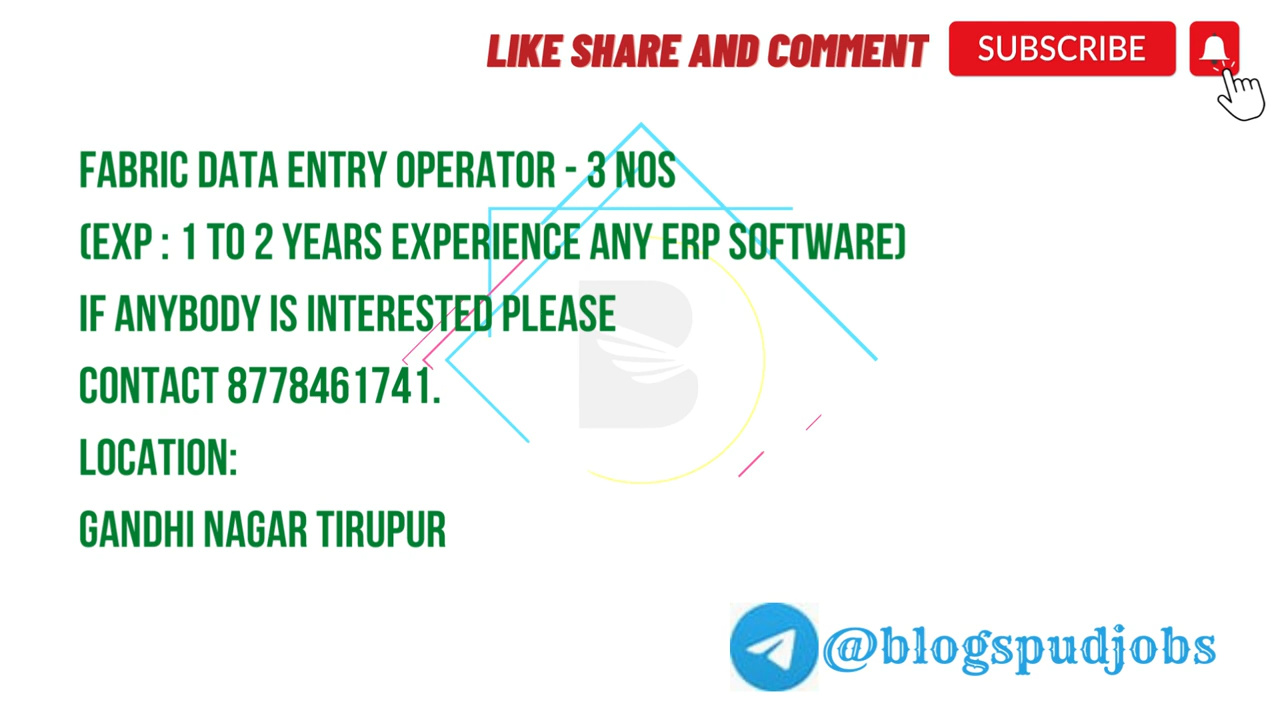 LIKE SHARE AND COMMENT
SUBSCRIBE
FABRIC DATA ENTRY OPERATOR - 3 NOS
(EXP : 1 TO 2 YEARS EXPERIENCE ANY ERP SOFTWARE)
IF ANYBODY IS INTERESTED PLEASE
CONTACT 8778461741.
LOCATION:
GANDHI NAGAR TIRUPUR
@blogspudjobs